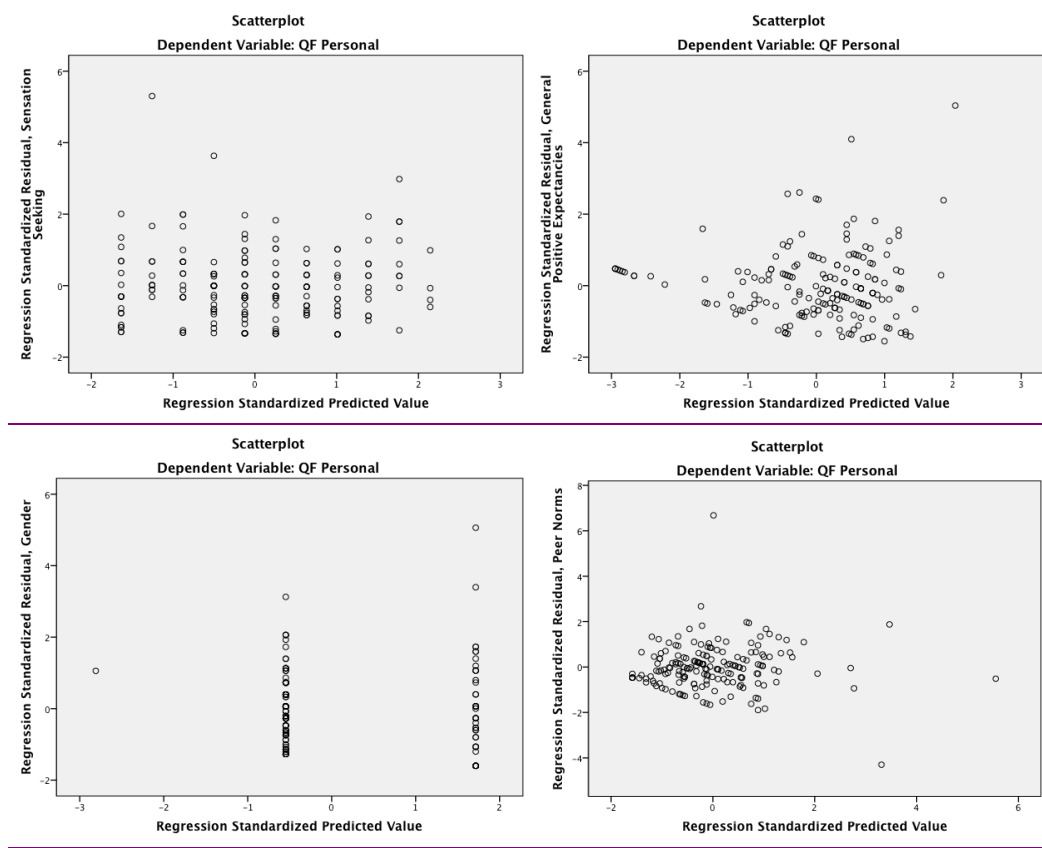 Scatterplot
Dependent Variable: QF Personal
Regression Standardized Residual, Sensation
Seeking
6
4
2
0
-2
-2
-1
0
1
2
3
Regression Standardized Predicted Value
Scatterplot
Dependent Variable: QF Personal
Regression Standardized Residual, General
Positive Expectancies
6
4
2
0
-2
-3
-2
-1
0
1
2
3
Regression Standardized Predicted Value
Scatterplot
Dependent Variable: QF Personal
Regression Standardized Residual, Gender
6
4
2
0
-2
-3
-2
-1
0
1
2
Regression Standardized Predicted Value
Scatterplot
Dependent Variable: QF Personal
Regression Standardized Residual, Peer Norms
8
6
4
2
0
-2
-4
-2
0
2
4
6
Regression Standardized Predicted Value